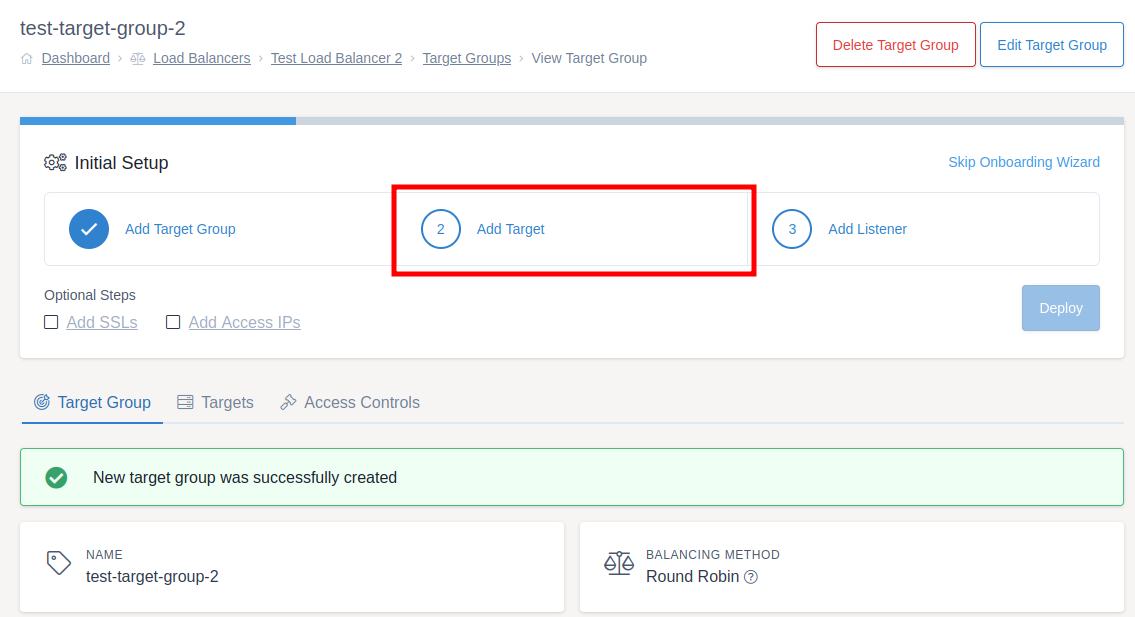 test-target-group-2
Dashboard › Load Balancers › Test Load Balancer 2 › Target Groups › View Target Group
Delete Target Group
Edit Target Group
Initial Setup
Skip Onboarding Wizard
Add Target Group
2 Add Target
3 Add Listener
Optional Steps
Add SSLs
Add Access IPs
Deploy
Target Group
Targets
Access Controls
New target group was successfully created
NAME
test-target-group-2
BALANCING METHOD
Round Robin ?